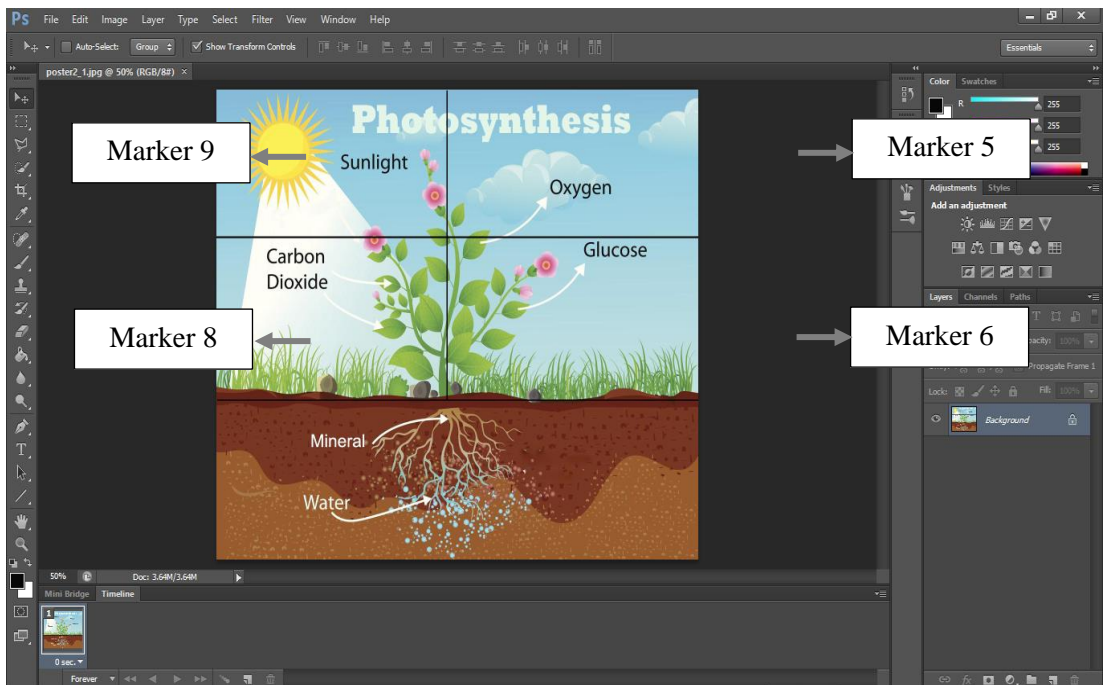 Ps File Edit Image Layer Type Select Filter View Window Help
Auto-Select: Group Show Transform Controls Essentials
poster2_1.jpg @ 50% (RGB/8#) ×
Color Swatches
R 255
255
255
Photosynthesis
Marker 9
Sunlight
Marker 5
Oxygen
Adjustments Styles
Add an adjustment
Carbon
Dioxide
Glucose
Layers Channels Paths
Marker 8
Marker 6
100%
Propagate Frame 1
Lock: Fill: 100%
Background
Mineral
Water
50% Doc: 3.64M/3.64M
Mini Bridge Timeline
1
0 sec.
Forever